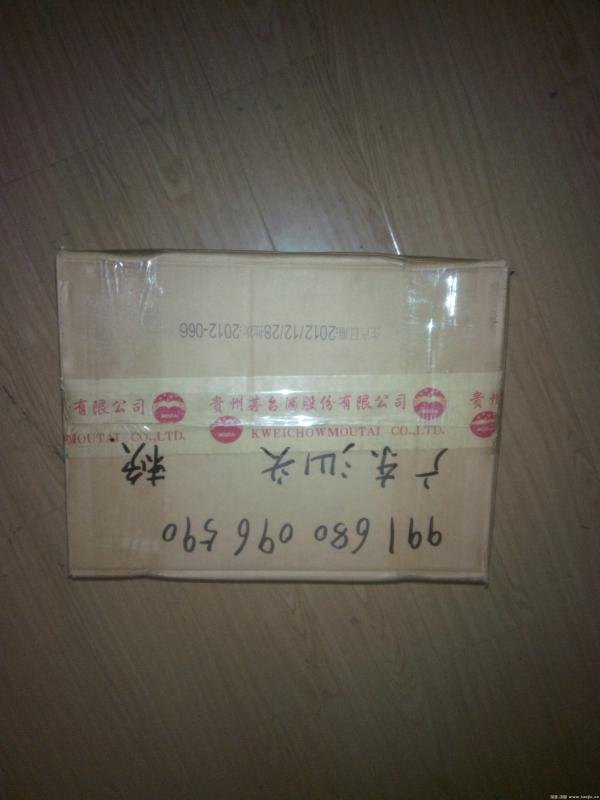 生产日期:2012/12/28批次:2012-066
有限公司 贵州茅台酒股份有限公司 贵
MOUTAI CO.,LTD. KWEICHOWMOUTAI CO.,LTD.
广东汕头 赖
991 680 096 590